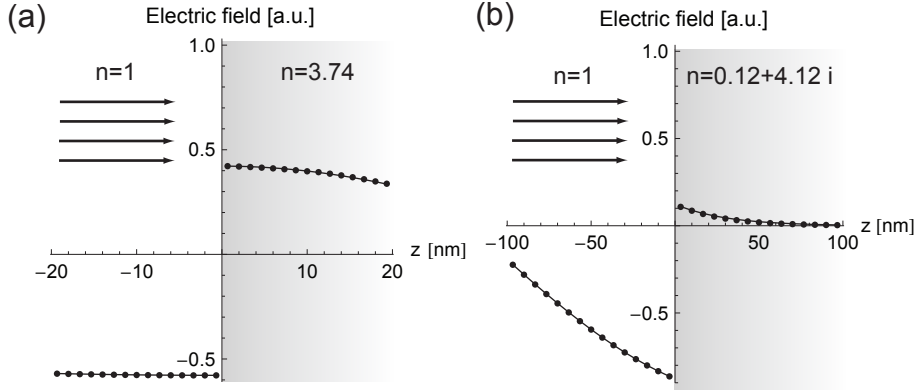 (a)
Electric field [a.u.]
1.0
n=1
n=3.74
0.5
z [nm]
−20
−10
10
20
−0.5
(b)
Electric field [a.u.]
1.0
n=1
n=0.12+4.12 i
0.5
z [nm]
−100
−50
50
100
−0.5